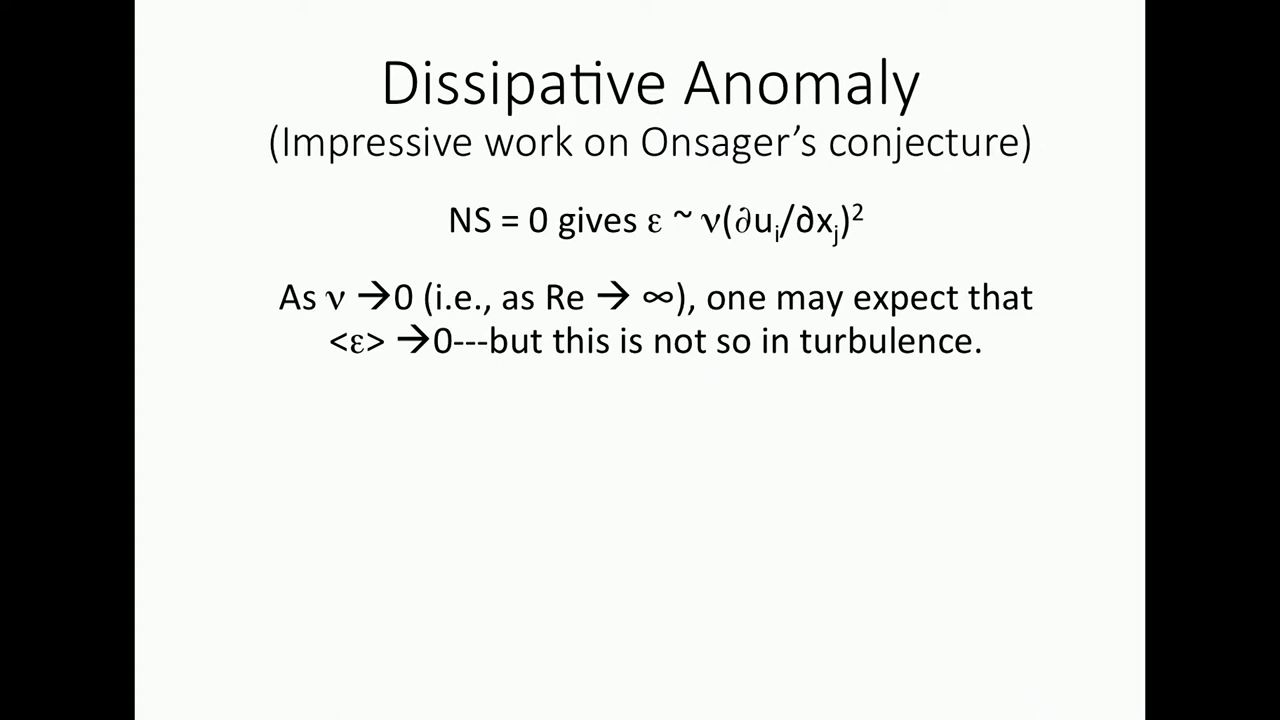 Dissipative Anomaly
(Impressive work on Onsager’s conjecture)
NS = 0 gives ε ~ ν(∂uᵢ/∂xⱼ)²
As ν →0 (i.e., as Re → ∞), one may expect that
<ε> →0---but this is not so in turbulence.